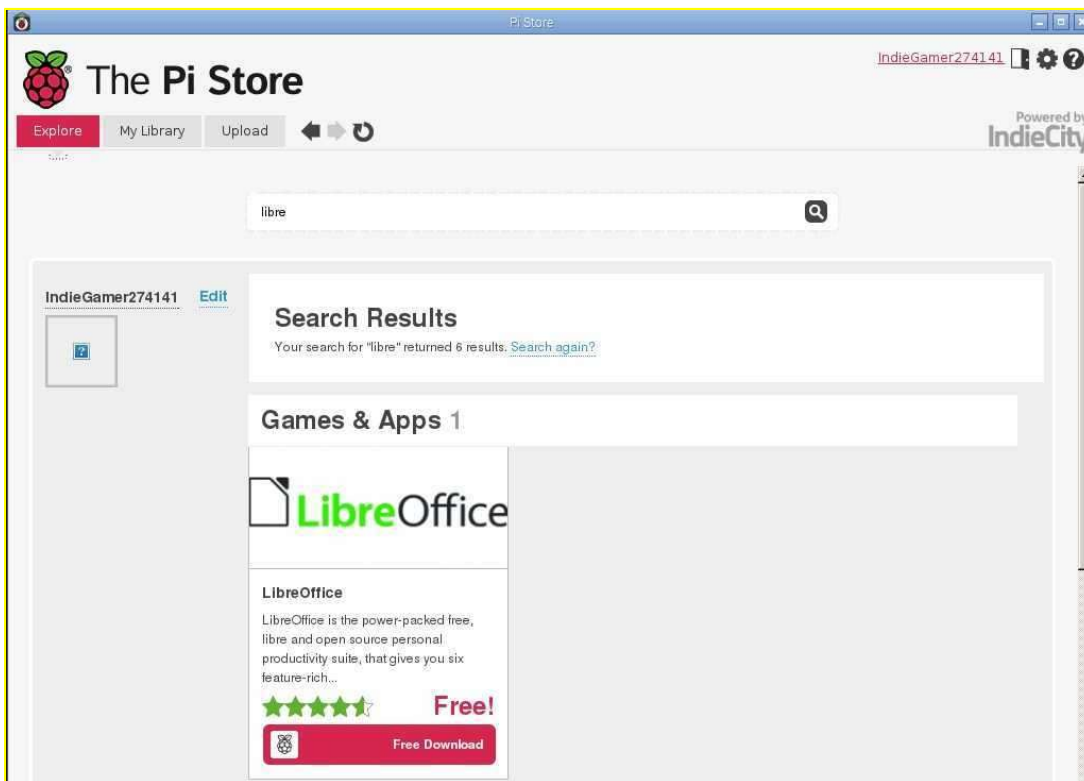 Pi Store
The Pi Store
IndieGamer274141
Explore
My Library
Upload
Powered by
IndieCity
libre
IndieGamer274141 Edit
Search Results
Your search for "libre" returned 6 results. Search again?
Games & Apps 1
LibreOffice
LibreOffice
LibreOffice is the power-packed free,
libre and open source personal
productivity suite, that gives you six
feature-rich...
Free!
Free Download